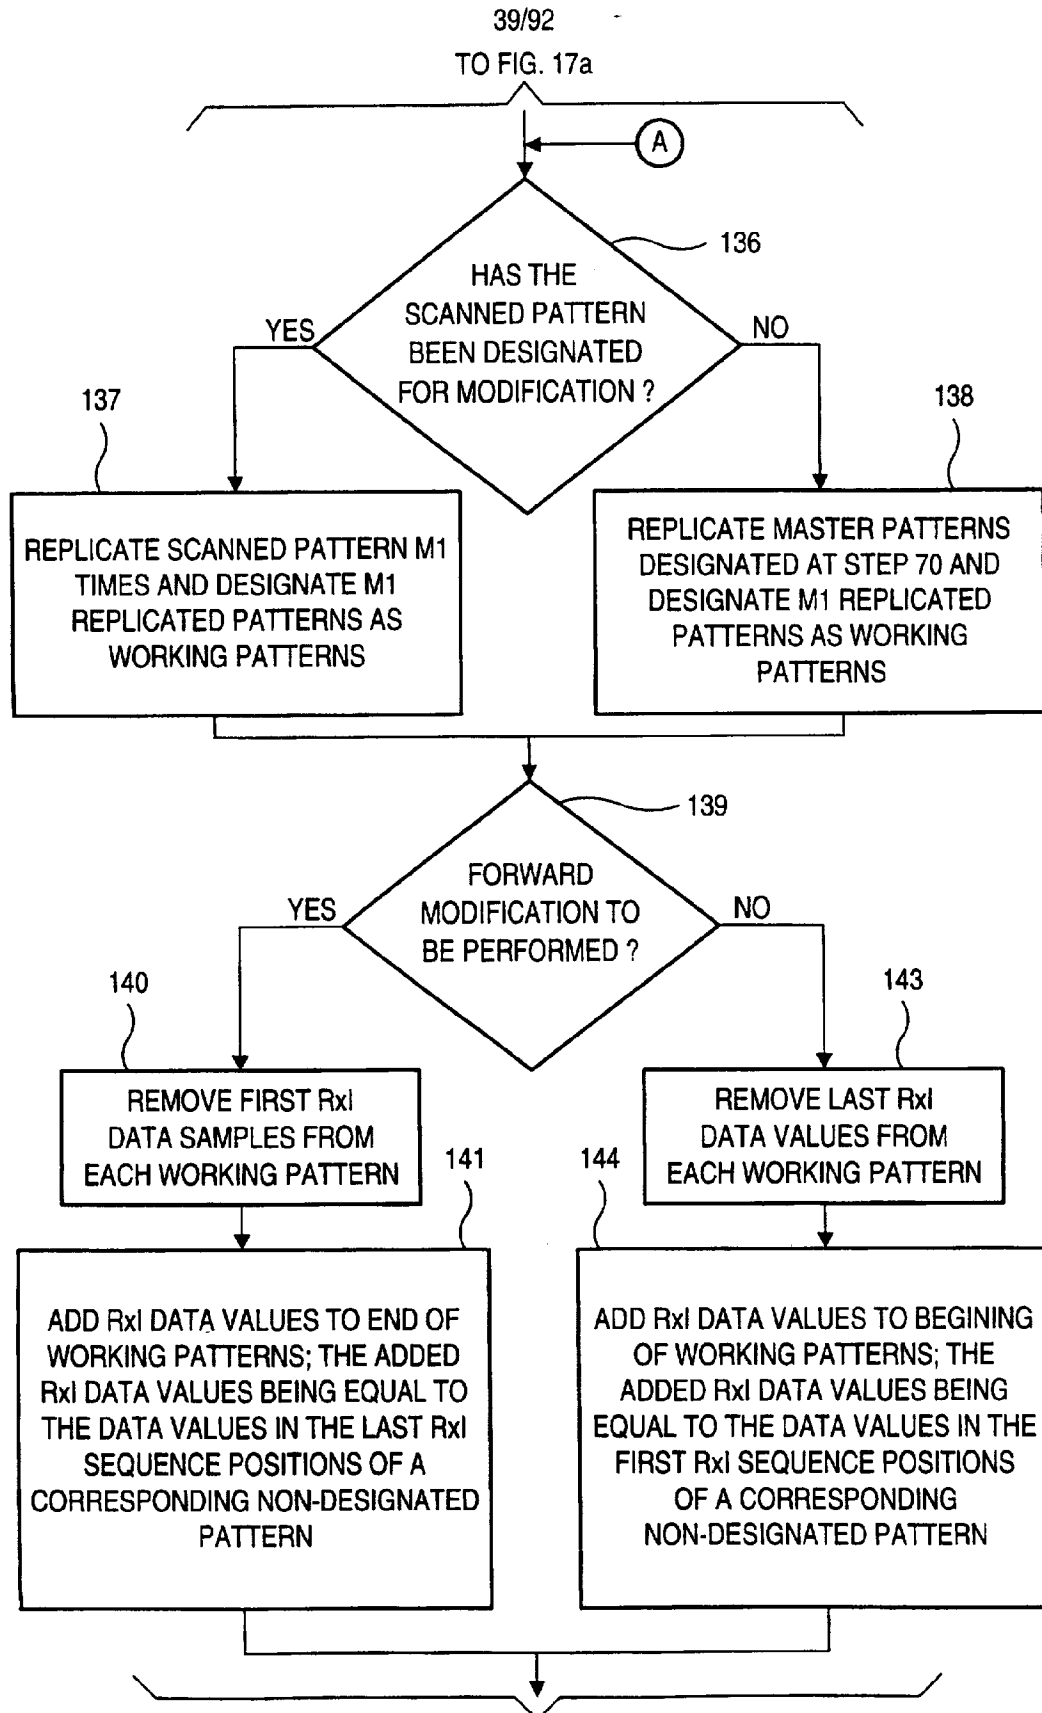 39/92
TO FIG. 17a
A
136
HAS THE
SCANNED PATTERN
BEEN DESIGNATED
FOR MODIFICATION ?
YES
NO
137
138
REPLICATE SCANNED PATTERN M1
TIMES AND DESIGNATE M1
REPLICATED PATTERNS AS
WORKING PATTERNS
REPLICATE MASTER PATTERNS
DESIGNATED AT STEP 70 AND
DESIGNATE M1 REPLICATED
PATTERNS AS WORKING
PATTERNS
139
FORWARD
MODIFICATION TO
BE PERFORMED ?
YES
NO
140
143
REMOVE FIRST RxI
DATA SAMPLES FROM
EACH WORKING PATTERN
REMOVE LAST RxI
DATA VALUES FROM
EACH WORKING PATTERN
141
144
ADD RxI DATA VALUES TO END OF
WORKING PATTERNS; THE ADDED
RxI DATA VALUES BEING EQUAL TO
THE DATA VALUES IN THE LAST RxI
SEQUENCE POSITIONS OF A
CORRESPONDING NON-DESIGNATED
PATTERN
ADD RxI DATA VALUES TO BEGINING
OF WORKING PATTERNS; THE
ADDED RxI DATA VALUES BEING
EQUAL TO THE DATA VALUES IN THE
FIRST RxI SEQUENCE POSITIONS
OF A CORRESPONDING
NON-DESIGNATED PATTERN